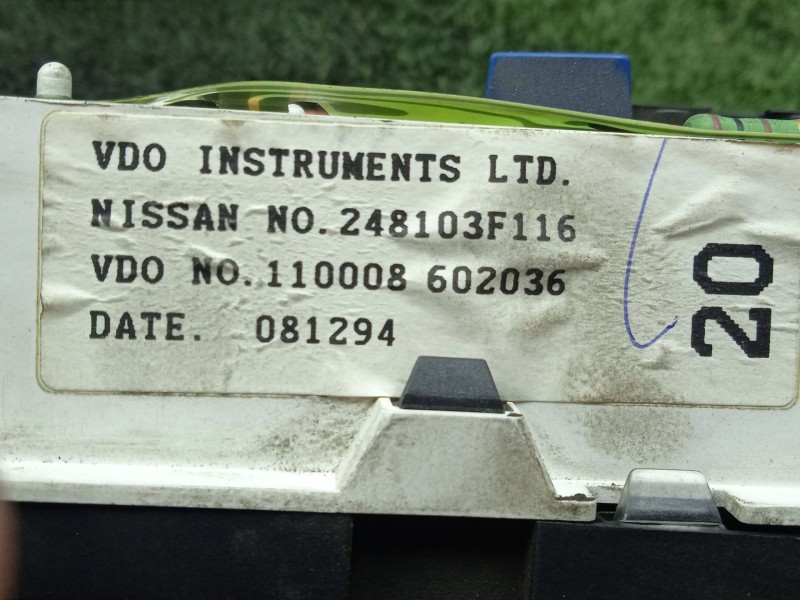 VDO INSTRUMENTS LTD.
NISSAN NO.248103F116
VDO NO.110008 602036
DATE. 081294
20